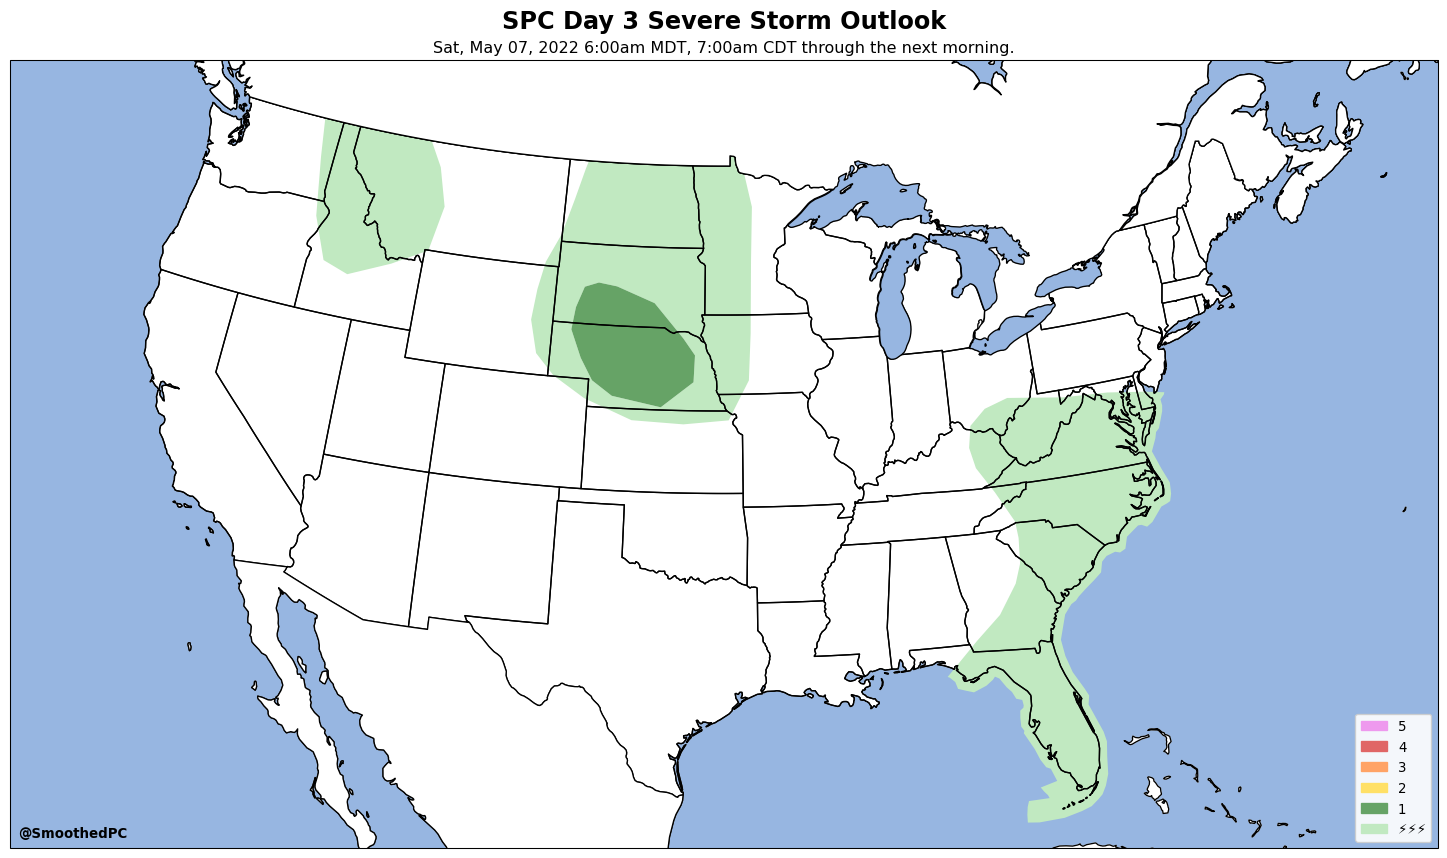 SPC Day 3 Severe Storm Outlook
Sat, May 07, 2022 6:00am MDT, 7:00am CDT through the next morning.
5
4
3
2
1
⚡⚡⚡
@SmoothedPC